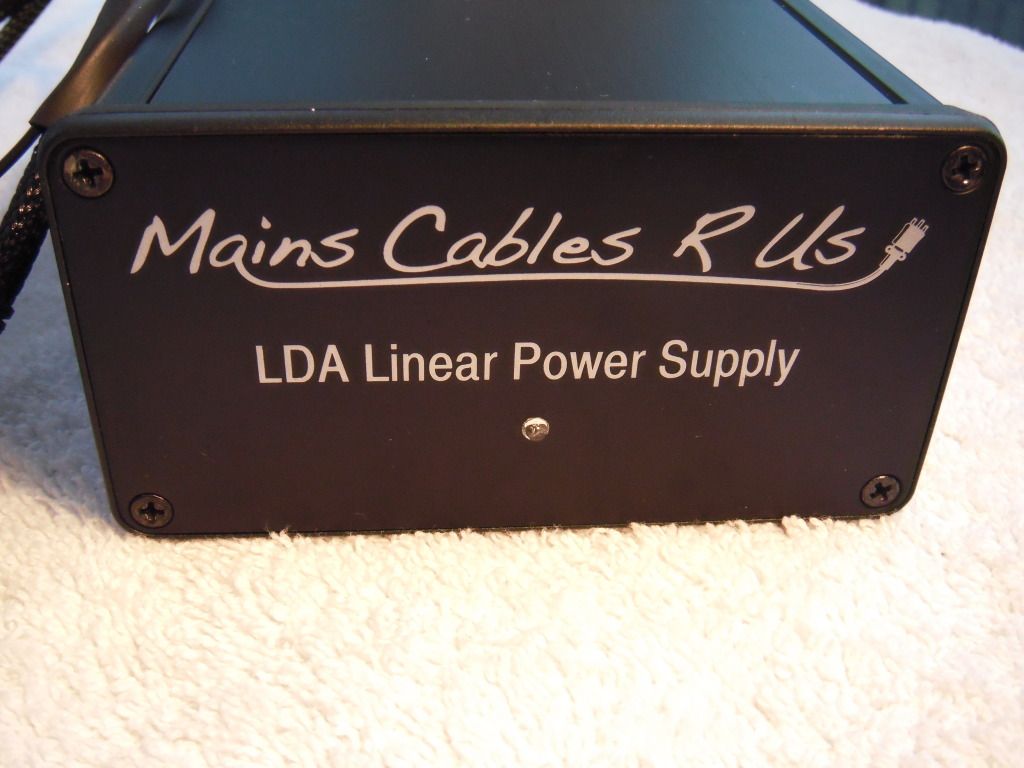 Mains Cables R Us
LDA Linear Power Supply